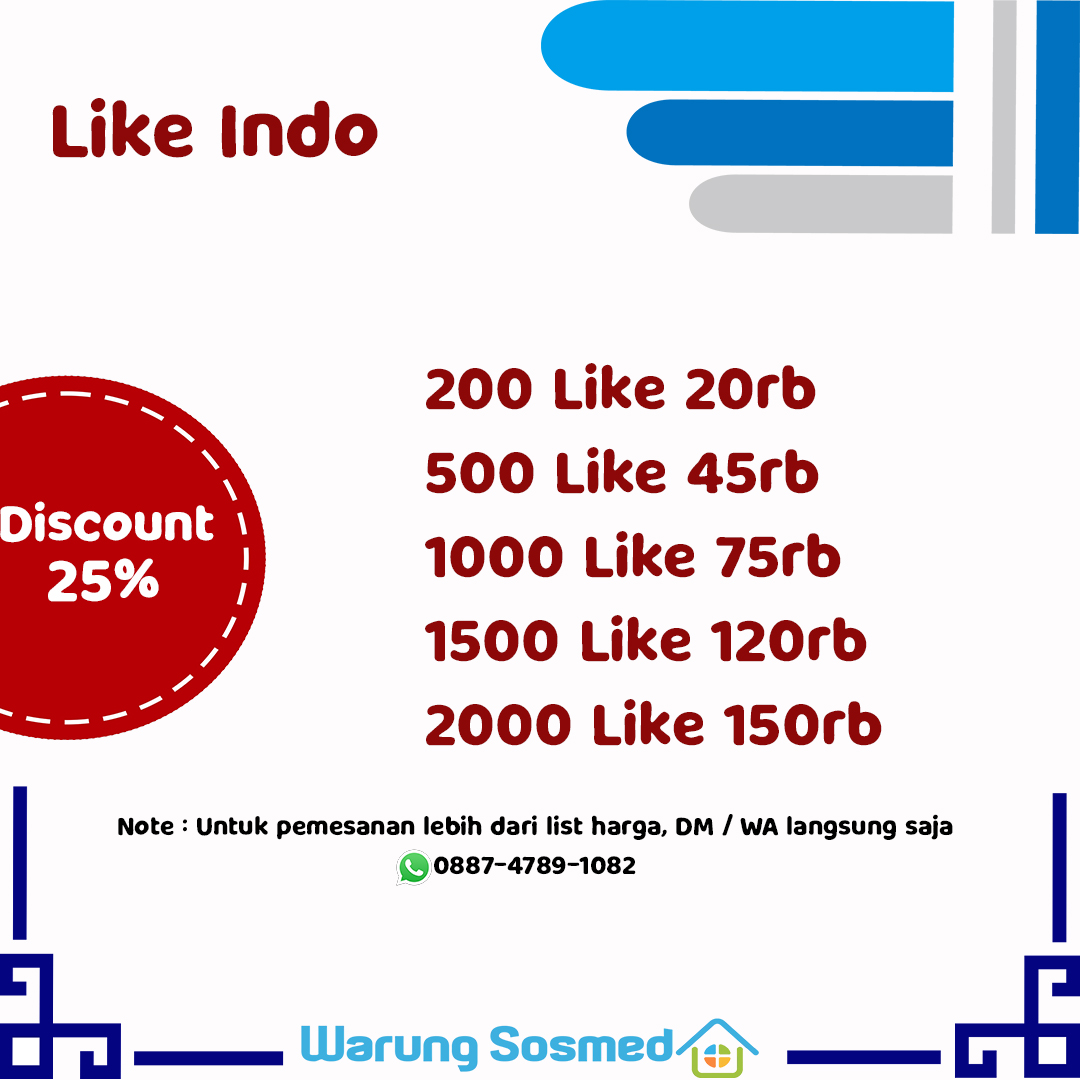 Like Indo
200 Like 20rb
500 Like 45rb
1000 Like 75rb
1500 Like 120rb
2000 Like 150rb
Discount
25%
Note : Untuk pemesanan lebih dari list harga, DM / WA langsung saja
0887-4789-1082
Warung Sosmed